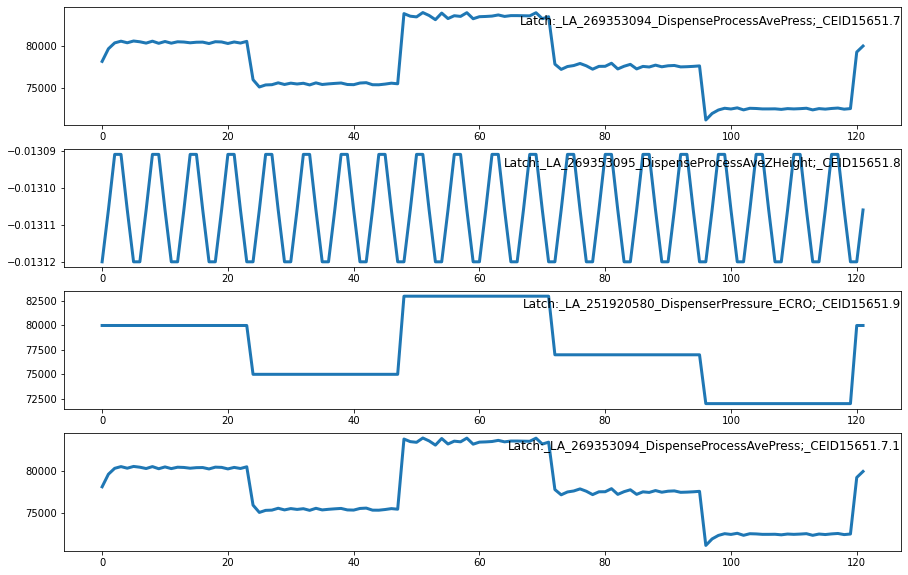 Latch:_LA_269353094_DispenseProcessAvePress;_CEID15651.7
80000
75000
0 20 40 60 80 100 120
Latch:_LA_269353095_DispenseProcessAveZHeight;_CEID15651.8
−0.01309
−0.01310
−0.01311
−0.01312
0 20 40 60 80 100 120
Latch:_LA_251920580_DispenserPressure_ECRO;_CEID15651.9
82500
80000
77500
75000
72500
0 20 40 60 80 100 120
Latch:_LA_269353094_DispenseProcessAvePress;_CEID15651.7.1
80000
75000
0 20 40 60 80 100 120